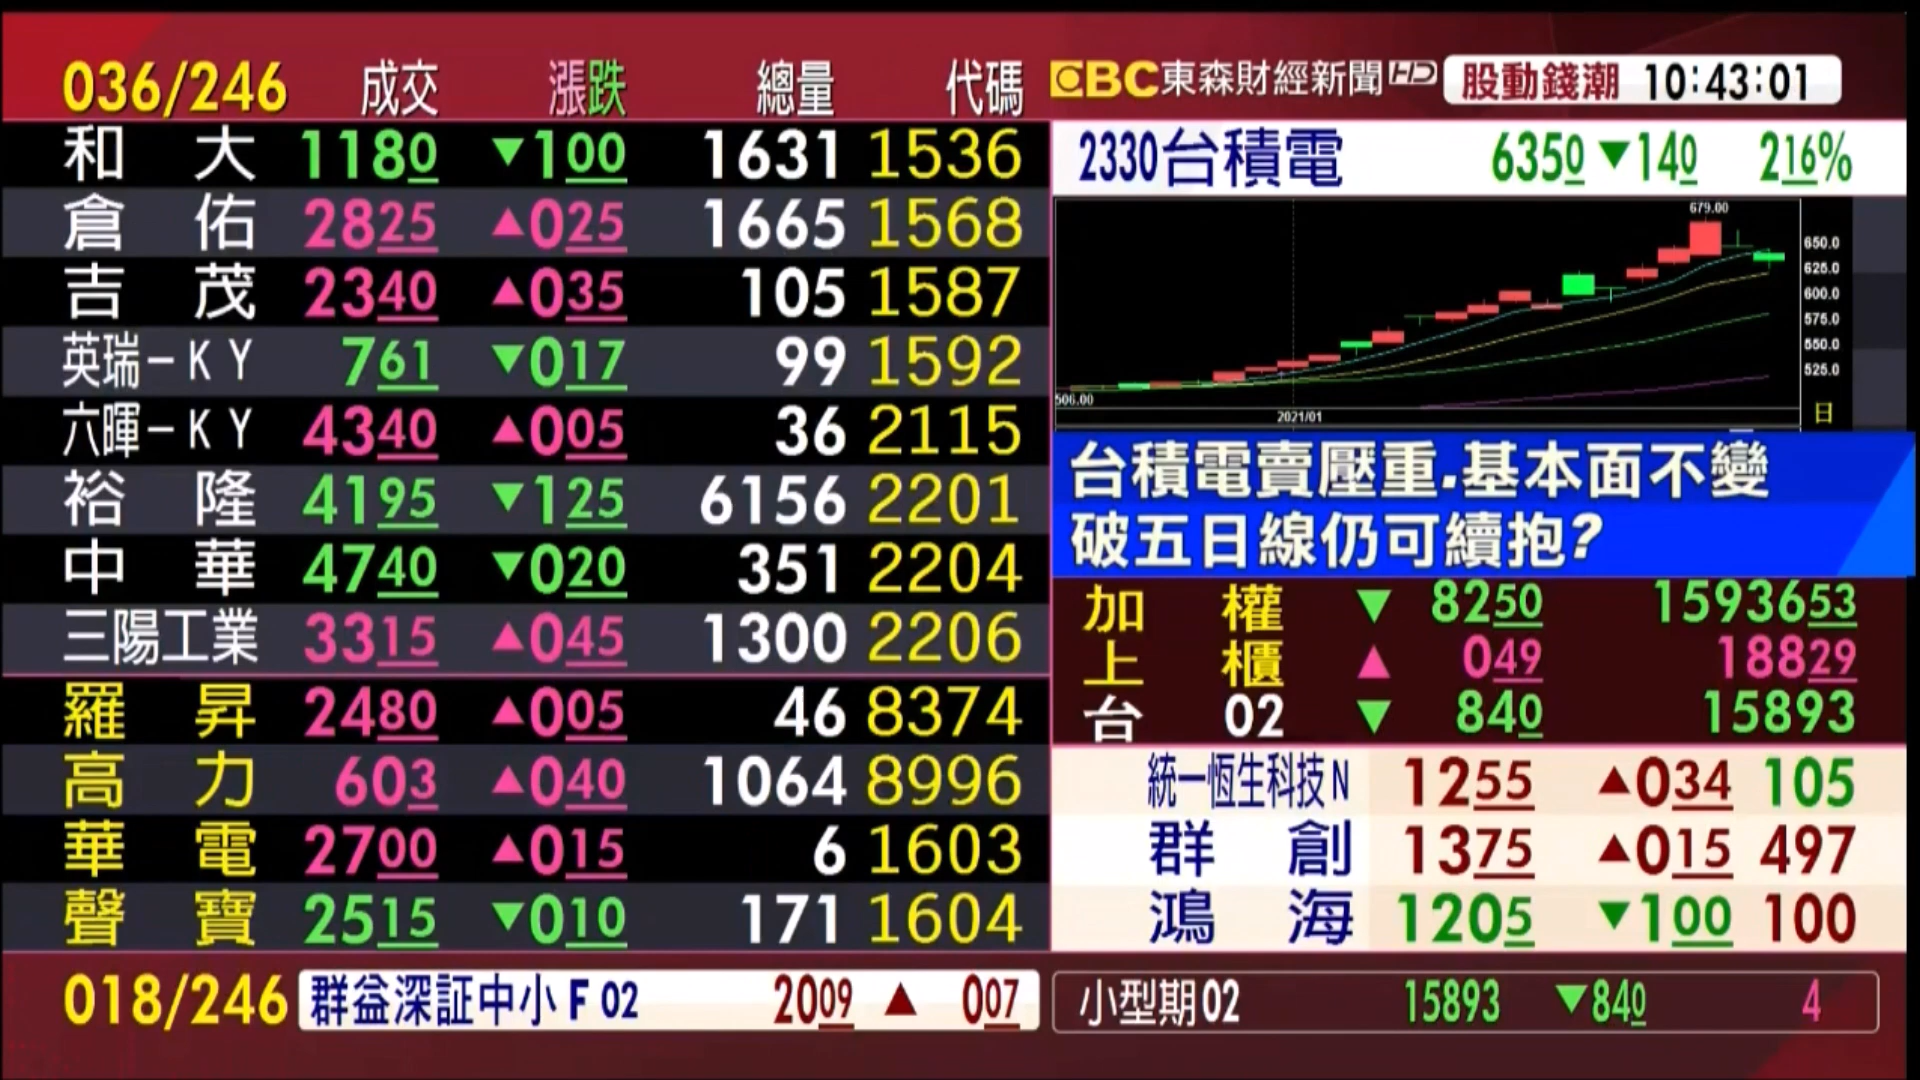 036/246 成交 漲跌 總量 代碼
和大 1180 ▼100 1631 1536
倉佑 2825 ▲025 1665 1568
吉茂 2340 ▲035 105 1587
英瑞-KY 761 ▼017 99 1592
六暉-KY 4340 ▲005 36 2115
裕隆 4195 ▼125 6156 2201
中華 4740 ▼020 351 2204
三陽工業 3315 ▲045 1300 2206
羅昇 2480 ▲005 46 8374
高力 603 ▲040 1064 8996
華電 2700 ▲015 6 1603
聲寶 2515 ▼010 171 1604
018/246 群益深証中小F02 2009 ▲ 007
EBC東森財經新聞HD 股動錢潮 10:43:01
2330台積電 6350 ▼140 216%
679.00
650.0
625.0
600.0
575.0
550.0
525.0
506.00
2021/01 日
台積電賣壓重.基本面不變
破五日線仍可續抱?
加權 ▼ 8250 1593653
上櫃 ▲ 049 18829
台02 ▼ 840 15893
統一恆生科技N 1255 ▲034 105
群創 1375 ▲015 497
鴻海 1205 ▼100 100
小型期02 15893 ▼840 4